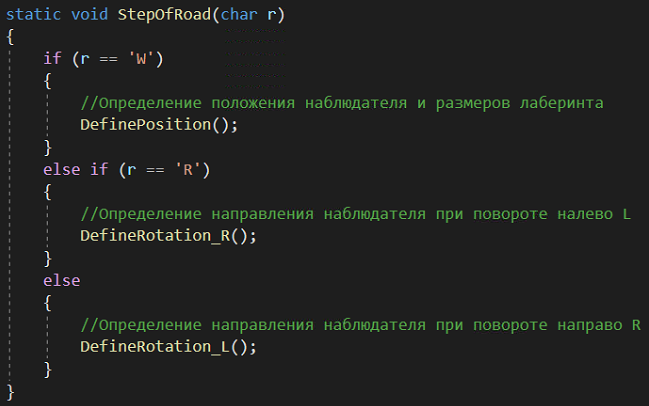 static void StepOfRoad(char r)
{
if (r == 'W')
{
//Определение положения наблюдателя и размеров лаберинта
DefinePosition();
}
else if (r == 'R')
{
//Определение направления наблюдателя при повороте налево L
DefineRotation_R();
}
else
{
//Определение направления наблюдателя при повороте направо R
DefineRotation_L();
}
}